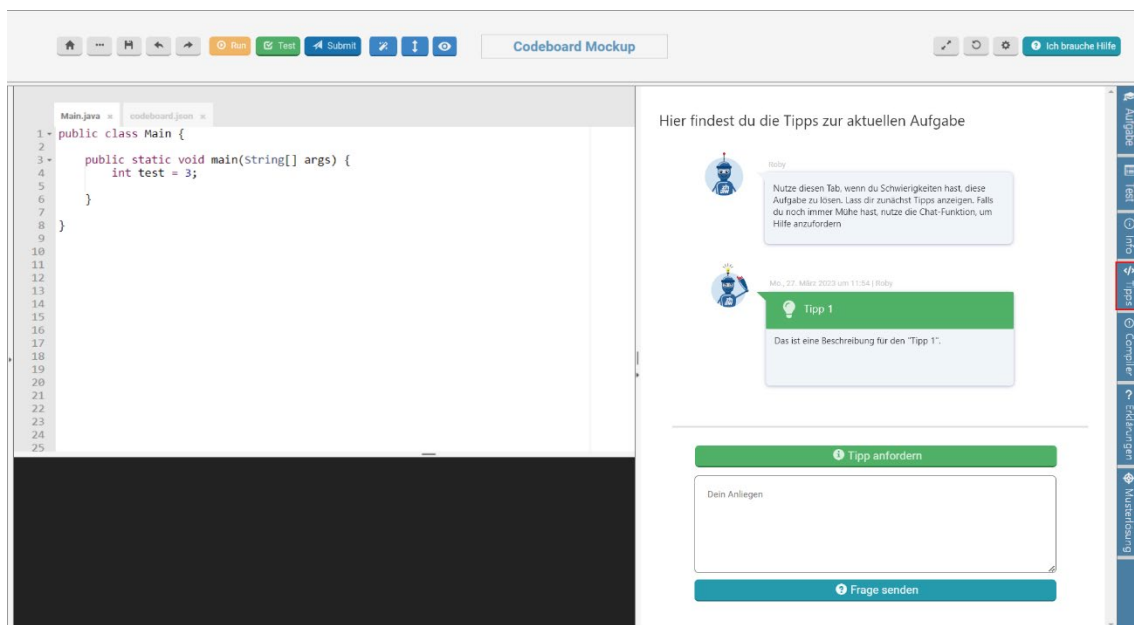 Run
Test
Submit
Codeboard Mockup
Ich brauche Hilfe
Main.java
codeboard.json
1 public class Main {
2
3 public static void main(String[] args) {
4 int test = 3;
5
6 }
7
8 }
9
10
11
12
13
14
15
16
17
18
19
20
21
22
23
24
25
Hier findest du die Tipps zur aktuellen Aufgabe
Roby
Nutze diesen Tab, wenn du Schwierigkeiten hast, diese
Aufgabe zu lösen. Lass dir zunächst Tipps anzeigen. Falls
du noch immer Mühe hast, nutze die Chat-Funktion, um
Hilfe anzufordern
Mo., 27. März 2023 um 11:54 | Roby
Tipp 1
Das ist eine Beschreibung für den "Tipp 1".
Tipp anfordern
Dein Anliegen
Frage senden
Aufgabe
Test
Info
</> Tipps
Compiler
? Erklärungen
Musterlösung